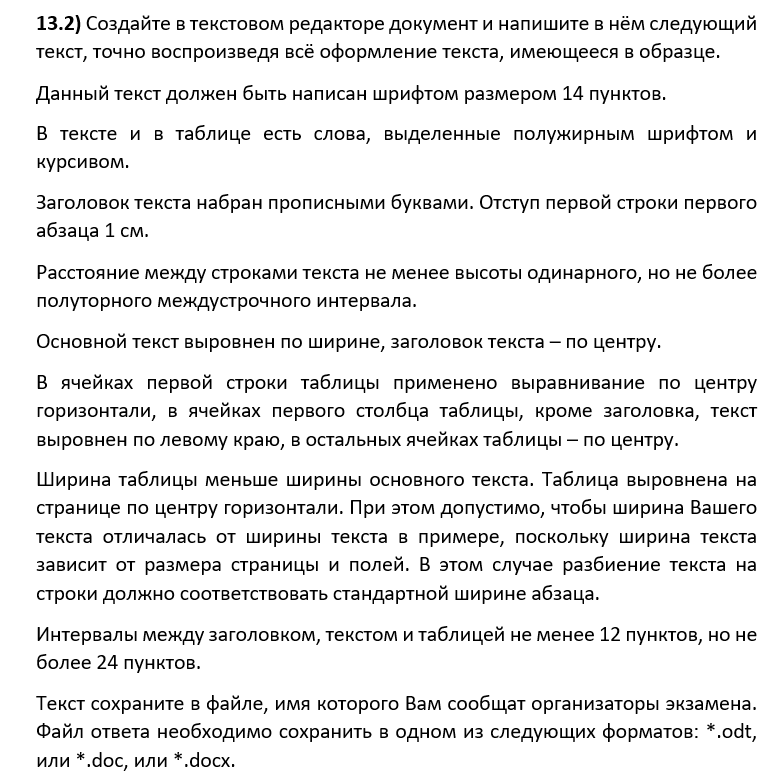 13.2) Создайте в текстовом редакторе документ и напишите в нём следующий
текст, точно воспроизведя всё оформление текста, имеющееся в образце.
Данный текст должен быть написан шрифтом размером 14 пунктов.
В тексте и в таблице есть слова, выделенные полужирным шрифтом и
курсивом.
Заголовок текста набран прописными буквами. Отступ первой строки первого
абзаца 1 см.
Расстояние между строками текста не менее высоты одинарного, но не более
полуторного междустрочного интервала.
Основной текст выровнен по ширине, заголовок текста – по центру.
В ячейках первой строки таблицы применено выравнивание по центру
горизонтали, в ячейках первого столбца таблицы, кроме заголовка, текст
выровнен по левому краю, в остальных ячейках таблицы – по центру.
Ширина таблицы меньше ширины основного текста. Таблица выровнена на
странице по центру горизонтали. При этом допустимо, чтобы ширина Вашего
текста отличалась от ширины текста в примере, поскольку ширина текста
зависит от размера страницы и полей. В этом случае разбиение текста на
строки должно соответствовать стандартной ширине абзаца.
Интервалы между заголовком, текстом и таблицей не менее 12 пунктов, но не
более 24 пунктов.
Текст сохраните в файле, имя которого Вам сообщат организаторы экзамена.
Файл ответа необходимо сохранить в одном из следующих форматов: *.odt,
или *.doc, или *.docx.